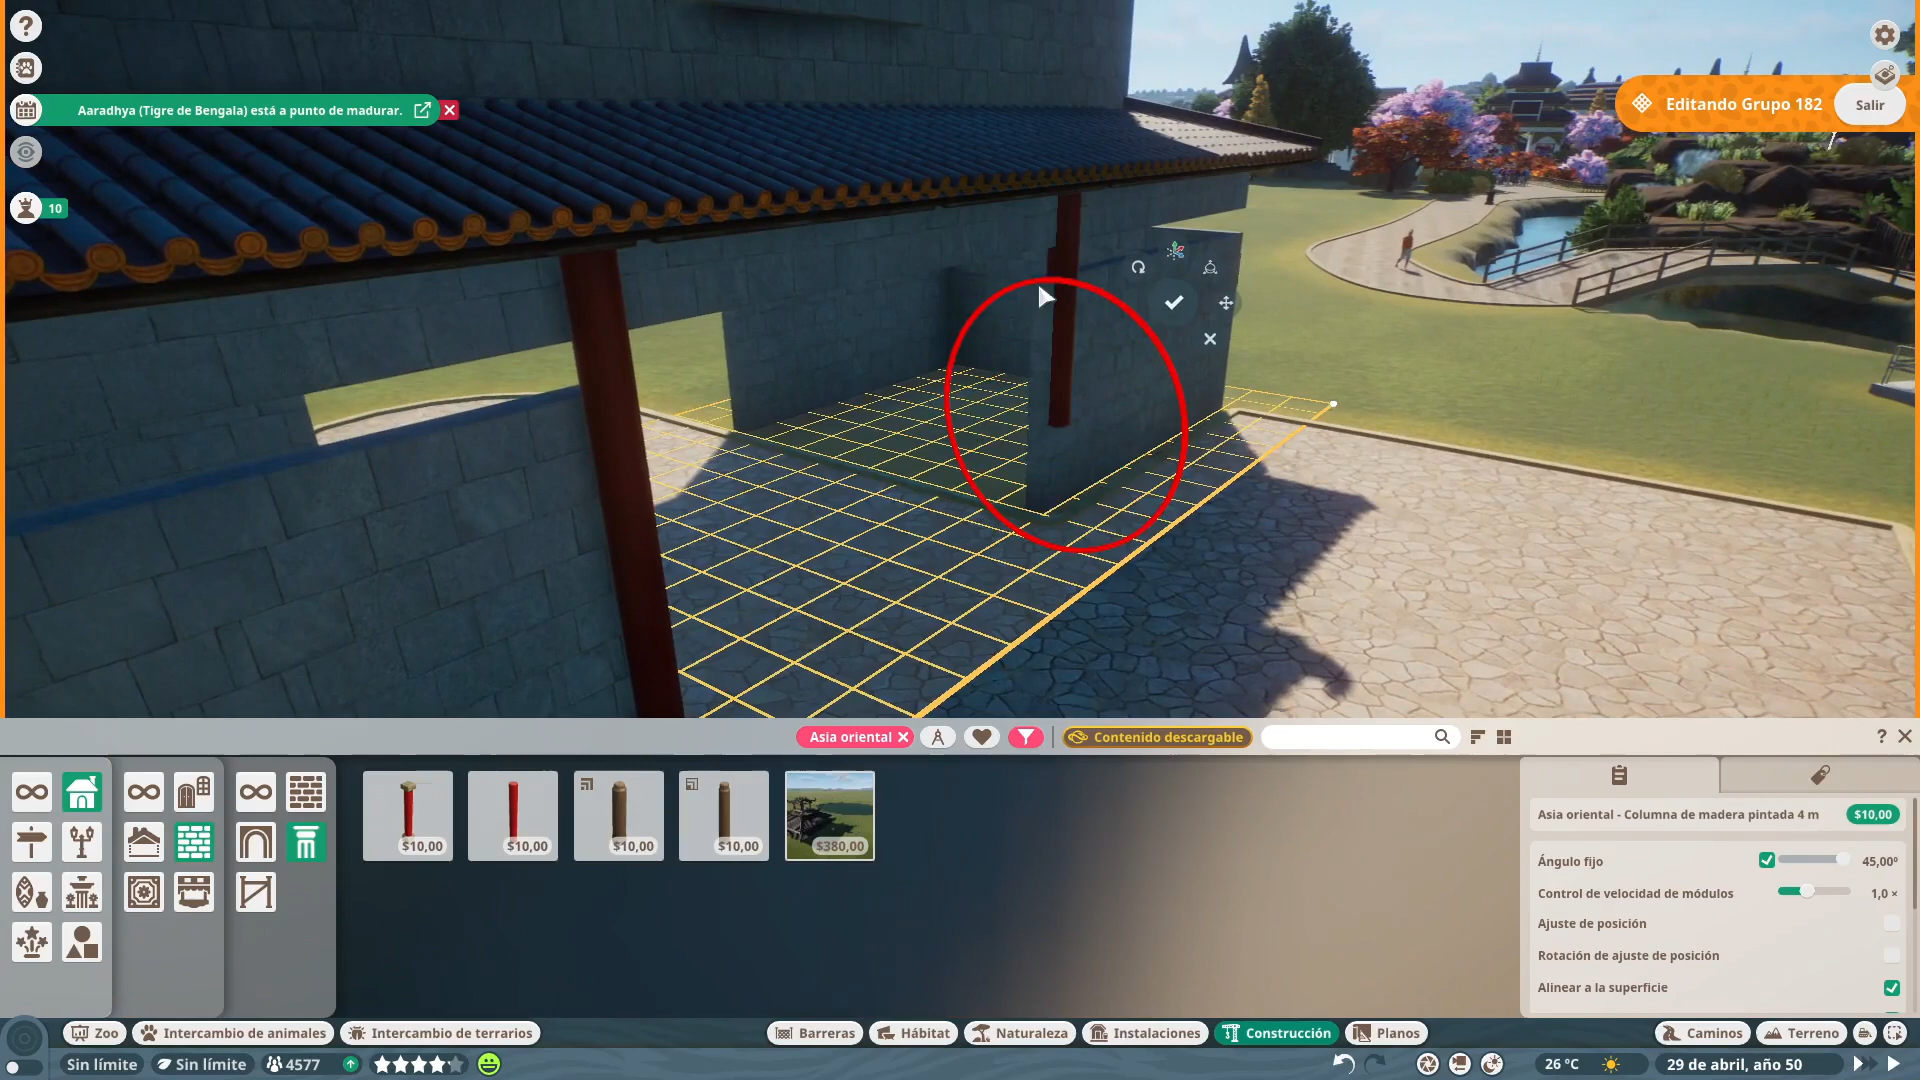 Aaradhya (Tigre de Bengala) está a punto de madurar.
Editando Grupo 182
Salir
10
Asia oriental
Contenido descargable
$10,00
$10,00
$10,00
$10,00
$380,00
Asia oriental - Columna de madera pintada 4 m
$10,00
Ángulo fijo
45,00º
Control de velocidad de módulos
1,0 ×
Ajuste de posición
Rotación de ajuste de posición
Alinear a la superficie
Zoo
Intercambio de animales
Intercambio de terrarios
Barreras
Hábitat
Naturaleza
Instalaciones
Construcción
Planos
Caminos
Terreno
Sin límite
Sin límite
4577
26 °C
29 de abril, año 50